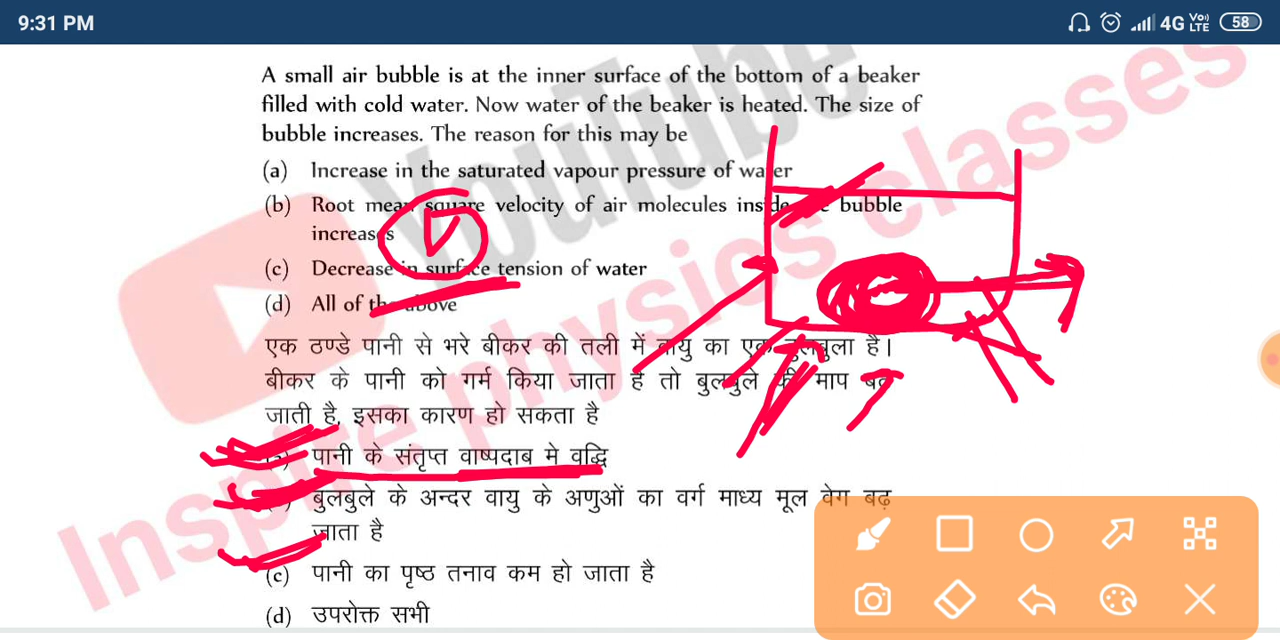 9:31 PM
4G VoLTE 58
A small air bubble is at the inner surface of the bottom of a beaker
filled with cold water. Now water of the beaker is heated. The size of
bubble increases. The reason for this may be
(a) Increase in the saturated vapour pressure of water
(b) Root mean square velocity of air molecules inside the bubble
increases
(c) Decrease in surface tension of water
(d) All of the above
एक ठण्डे पानी से भरे बीकर की तली में वायु का एक बुलबुला है।
बीकर के पानी को गर्म किया जाता है तो बुलबुले की माप बढ़
जाती है, इसका कारण हो सकता है
पानी के संतृप्त वाष्पदाब मे वृद्धि
बुलबुले के अन्दर वायु के अणुओं का वर्ग माध्य मूल वेग बढ़
जाता है
(c) पानी का पृष्ठ तनाव कम हो जाता है
(d) उपरोक्त सभी
YouTube
Inspire physics classes